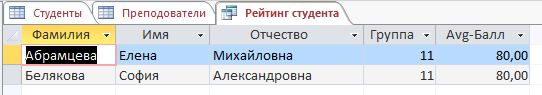 Студенты Преподователи Рейтинг студента
Фамилия Имя Отчество Группа Avg-Балл
Абрамцева Елена Михайловна 11 80,00
Белякова София Александровна 11 80,00